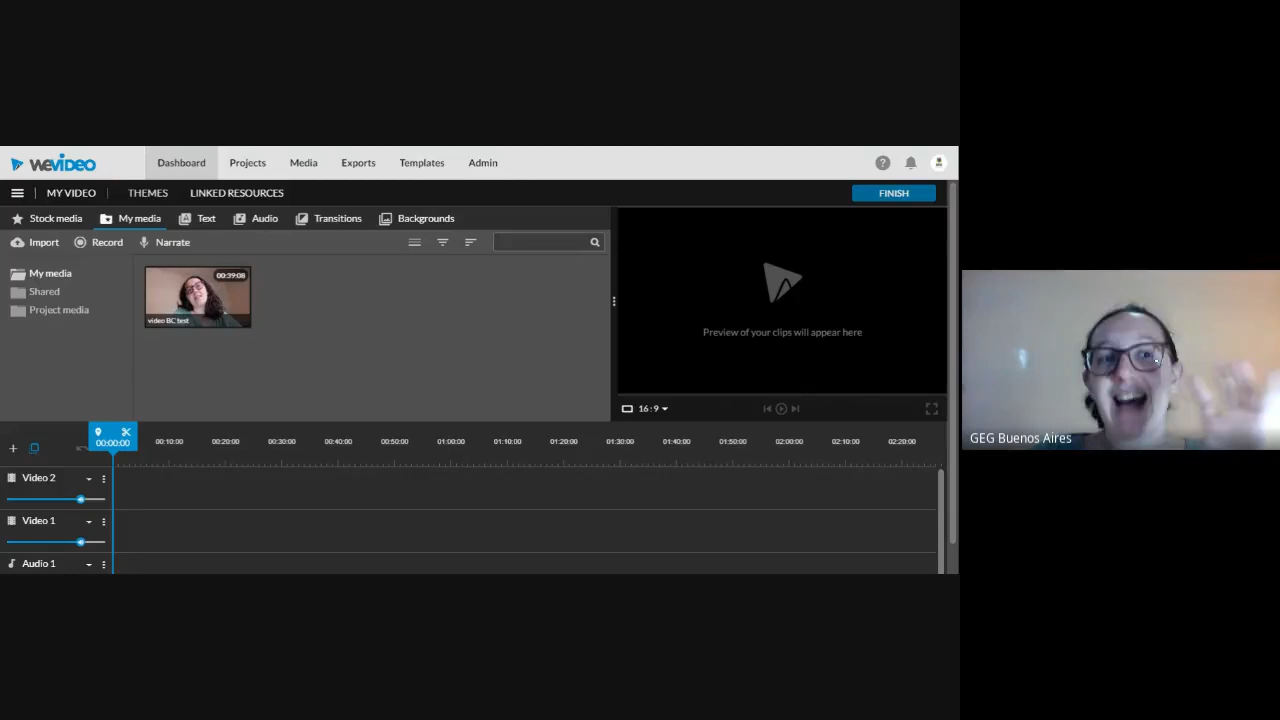 wevideo
Dashboard Projects Media Exports Templates Admin
?
MY VIDEO THEMES LINKED RESOURCES FINISH
Stock media My media Text Audio Transitions Backgrounds
Import Record Narrate
My media
Shared
Project media
00:39:08
video BC test
Preview of your clips will appear here
16:9
00:00:00 00:10:00 00:20:00 00:30:00 00:40:00 00:50:00 01:00:00 01:10:00 01:20:00 01:30:00 01:40:00 01:50:00 02:00:00 02:10:00 02:20:00
Video 2
Video 1
Audio 1
GEG Buenos Aires